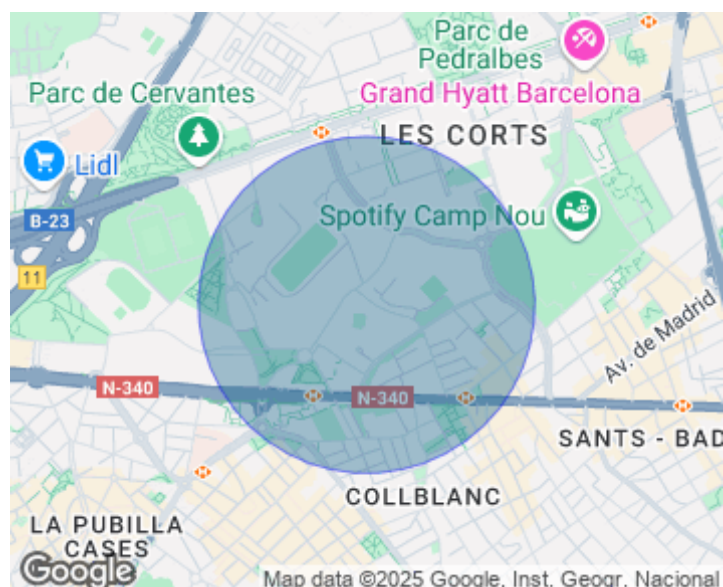 Parc de
Pedralbes
Grand Hyatt Barcelona
Parc de Cervantes
LES CORTS
Lidl
B-23
Spotify Camp Nou
11
Av. de Madrid
N-340
N-340
SANTS - BAD
COLLBLANC
LA PUBILLA
CASES
Google
Map data ©2025 Google, Inst. Geogr. Nacional